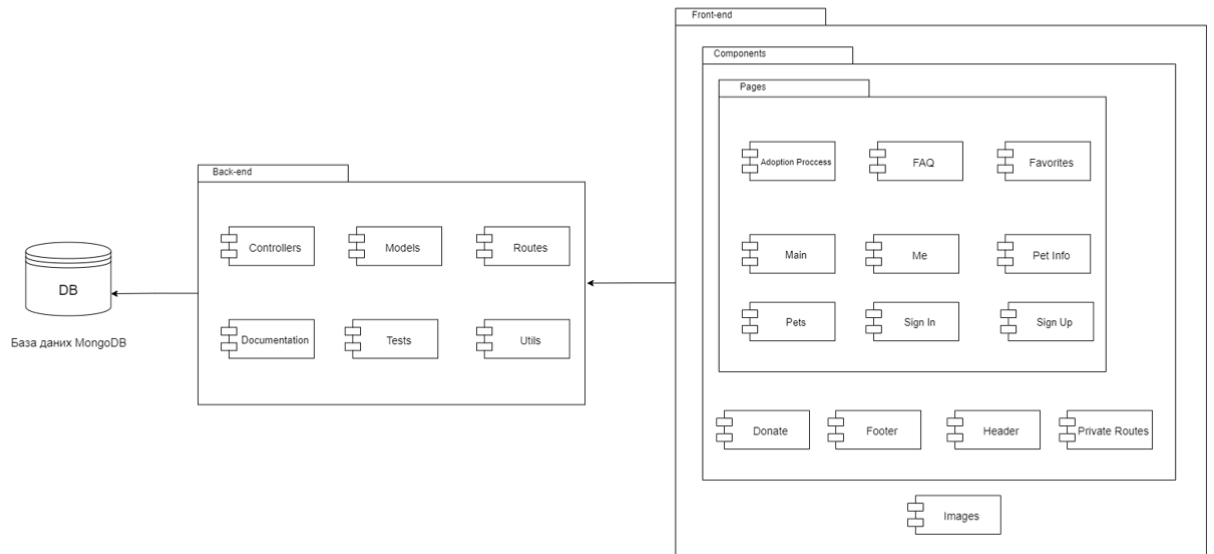 Front-end
Components
Pages
Adoption Proccess
FAQ
Favorites
Main
Me
Pet Info
Pets
Sign In
Sign Up
Donate
Footer
Header
Private Routes
Images
Back-end
Controllers
Models
Routes
Documentation
Tests
Utils
DB
База даних MongoDB